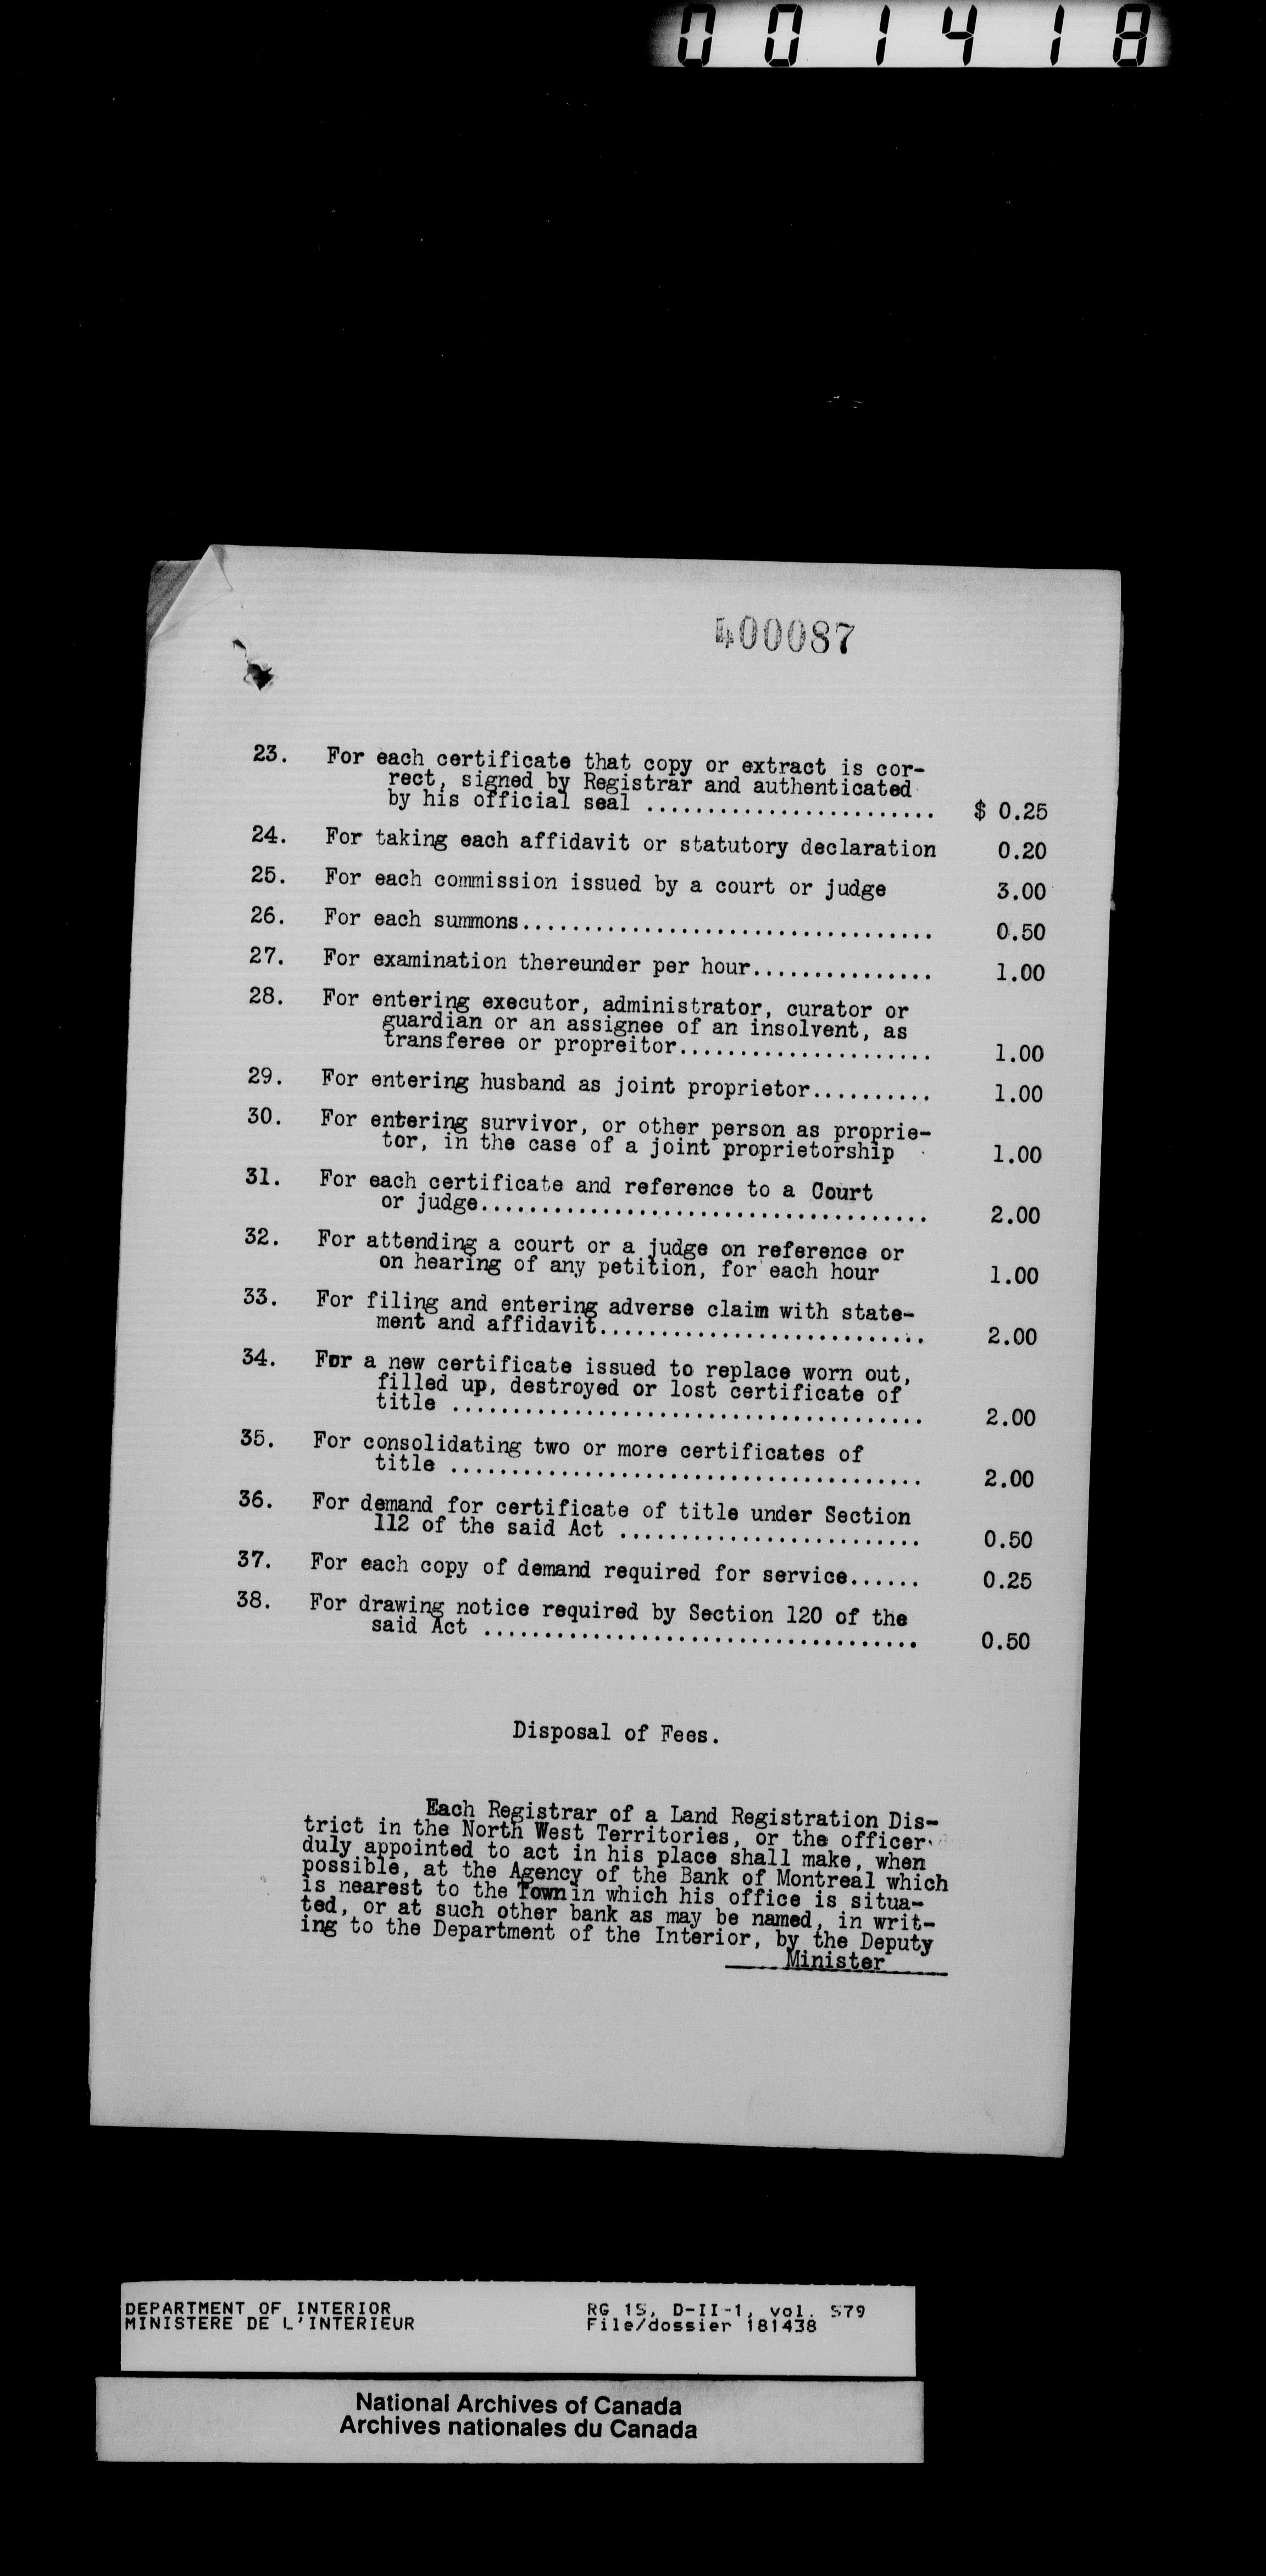 001418
400087
23. For each certificate that copy or extract is cor-
rect, signed by Registrar and authenticated
by his official seal ........................ $ 0.25
24. For taking each affidavit or statutory declaration 0.20
25. For each commission issued by a court or judge 3.00
26. For each summons.................................. 0.50
27. For examination thereunder per hour............... 1.00
28. For entering executor, administrator, curator or
guardian or an assignee of an insolvent, as
transferee or propreitor..................... 1.00
29. For entering husband as joint proprietor.......... 1.00
30. For entering survivor, or other person as proprie-
tor, in the case of a joint proprietorship 1.00
31. For each certificate and reference to a Court
or judge..................................... 2.00
32. For attending a court or a judge on reference or
on hearing of any petition, for each hour 1.00
33. For filing and entering adverse claim with state-
ment and affidavit........................... 2.00
34. For a new certificate issued to replace worn out,
filled up, destroyed or lost certificate of
title ....................................... 2.00
35. For consolidating two or more certificates of
title ....................................... 2.00
36. For demand for certificate of title under Section
112 of the said Act ......................... 0.50
37. For each copy of demand required for service...... 0.25
38. For drawing notice required by Section 120 of the
said Act .................................... 0.50
Disposal of Fees.
Each Registrar of a Land Registration Dis-
trict in the North West Territories, or the officer
duly appointed to act in his place shall make, when
possible, at the Agency of the Bank of Montreal which
is nearest to the Town in which his office is situa-
ted, or at such other bank as may be named, in writ-
ing to the Department of the Interior, by the Deputy
Minister
DEPARTMENT OF INTERIOR RG 15, D-II-1, vol. 579
MINISTERE DE L'INTERIEUR File/dossier 181438
National Archives of Canada
Archives nationales du Canada